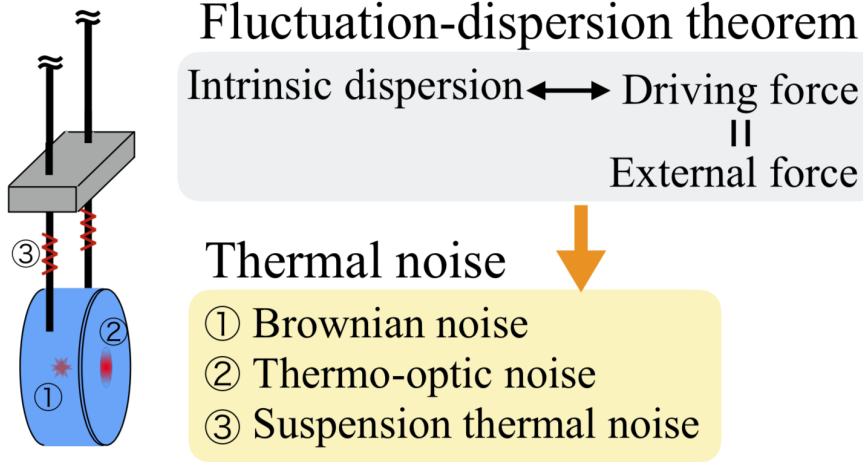 Fluctuation-dispersion theorem
Intrinsic dispersion
Driving force
External force
Thermal noise
① Brownian noise
② Thermo-optic noise
③ Suspension thermal noise
③
②
①